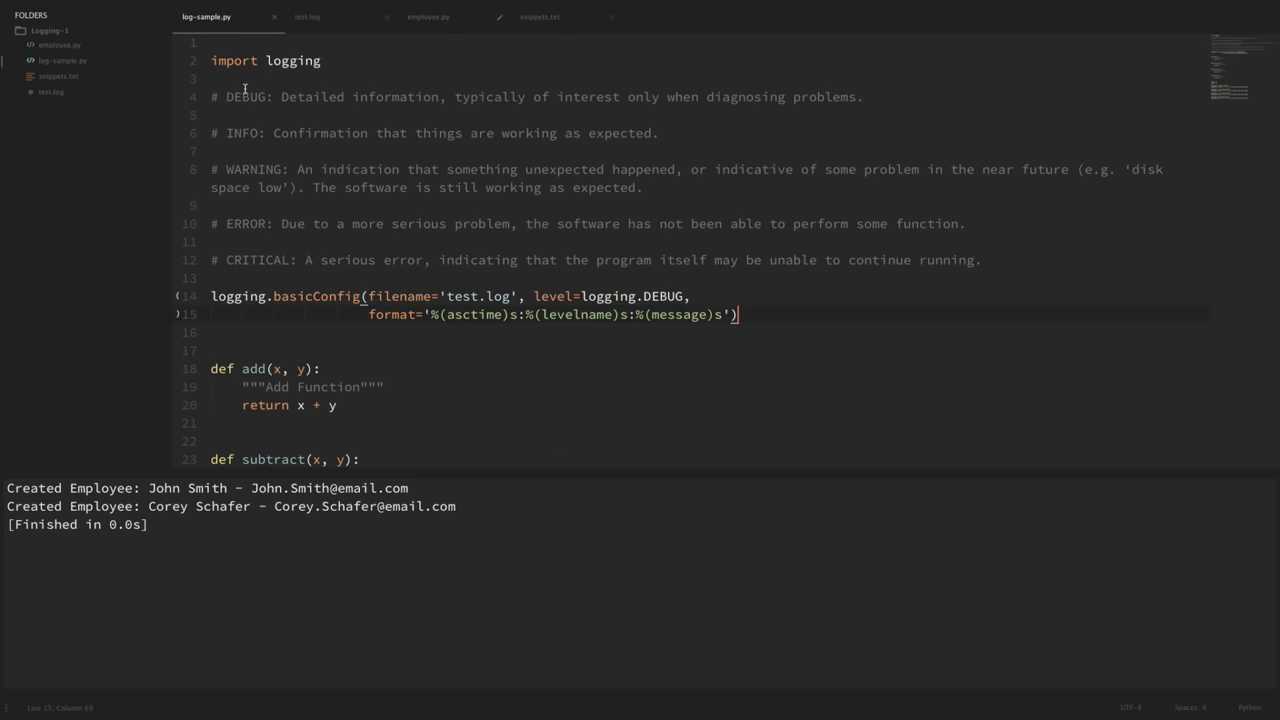 FOLDERS
Logging-1
employee.py
log-sample.py
snippets.txt
test.log
log-sample.py
test.log
employee.py
snippets.txt
1
2 import logging
3
4 # DEBUG: Detailed information, typically of interest only when diagnosing problems.
5
6 # INFO: Confirmation that things are working as expected.
7
8 # WARNING: An indication that something unexpected happened, or indicative of some problem in the near future (e.g. ‘disk
space low’). The software is still working as expected.
9
10 # ERROR: Due to a more serious problem, the software has not been able to perform some function.
11
12 # CRITICAL: A serious error, indicating that the program itself may be unable to continue running.
13
14 logging.basicConfig(filename='test.log', level=logging.DEBUG,
15 format='%(asctime)s:%(levelname)s:%(message)s')
16
17
18 def add(x, y):
19 """Add Function"""
20 return x + y
21
22
23 def subtract(x, y):
Created Employee: John Smith - John.Smith@email.com
Created Employee: Corey Schafer - Corey.Schafer@email.com
[Finished in 0.0s]
Line 15, Column 68
UTF-8
Spaces: 4
Python